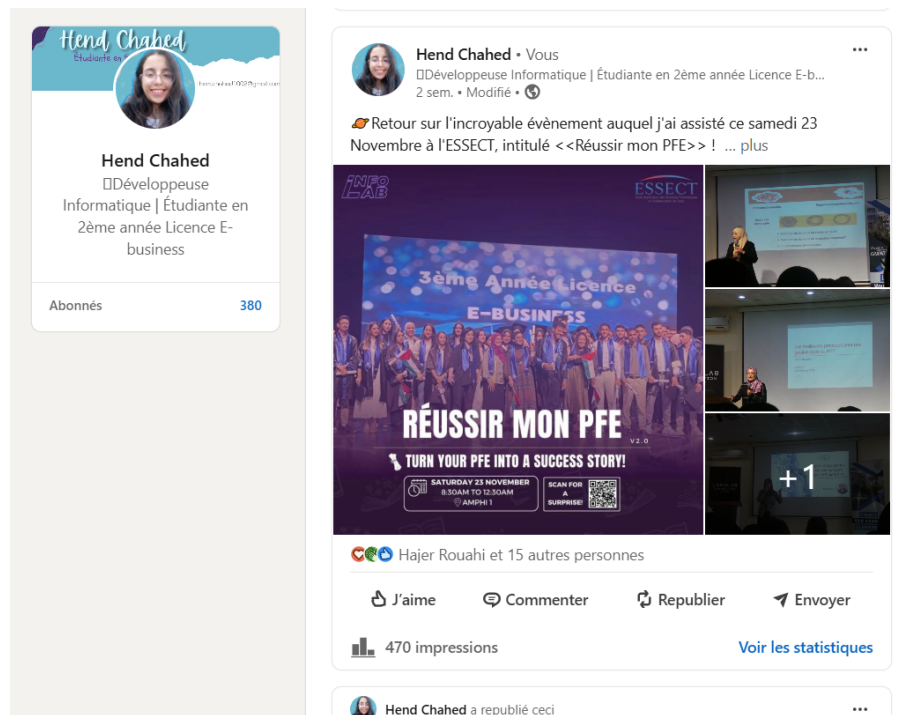 Hend Chahed
Étudiante en
Hend Chahed
Développeuse
Informatique | Étudiante en
2ème année Licence E-
business
Abonnés 380
Hend Chahed • Vous
Développeuse Informatique | Étudiante en 2ème année Licence E-b...
2 sem. • Modifié •
Retour sur l'incroyable évènement auquel j'ai assisté ce samedi 23
Novembre à l'ESSECT, intitulé <<Réussir mon PFE>> ! ... plus
INFO
LAB
ESSECT
3ème Année Licence
E-BUSINESS
RÉUSSIR MON PFE
V2.0
TURN YOUR PFE INTO A SUCCESS STORY!
SATURDAY 23 NOVEMBER
8:30AM TO 12:30AM
AMPHI 1
SCAN FOR
A
SURPRISE!
+1
Hajer Rouahi et 15 autres personnes
J'aime Commenter Republier Envoyer
470 impressions Voir les statistiques
Hend Chahed a republié ceci